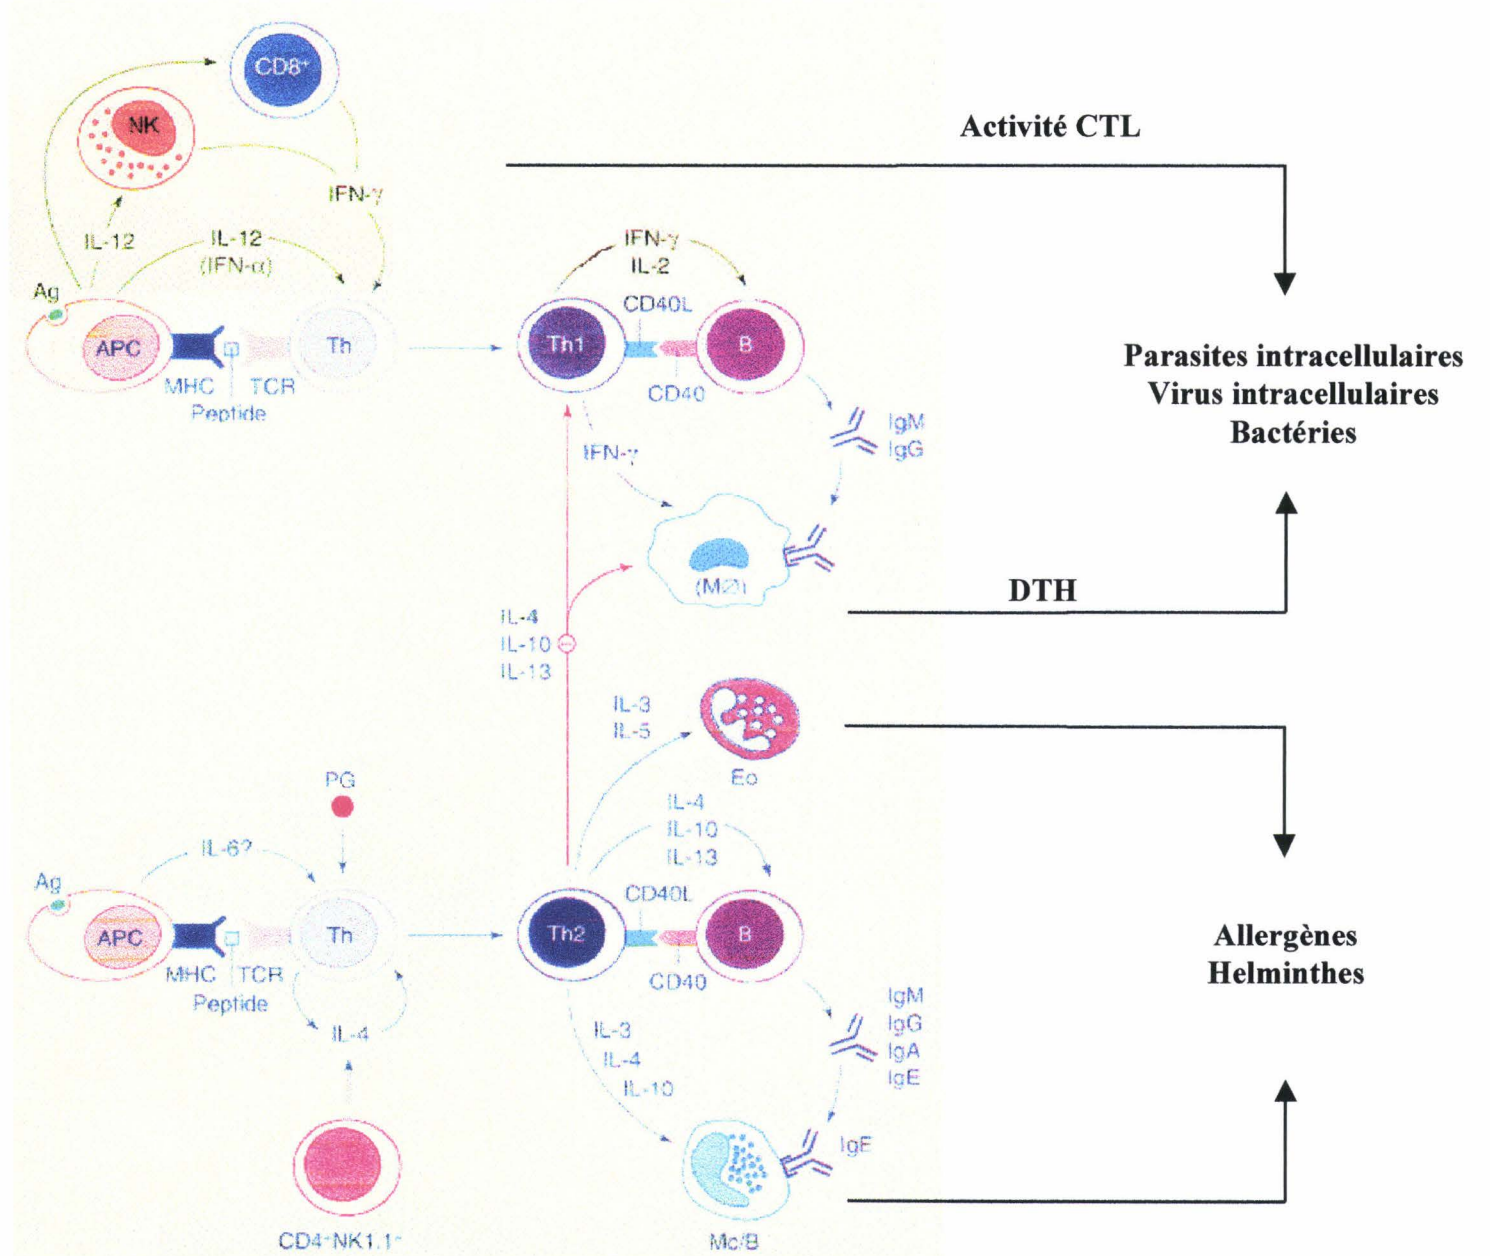 CD8⁺
NK
Activité CTL
IFN-γ
IL-12
IL-12
(IFN-α)
Ag
APC
MHC
Peptide
TCR
Th
IFN-γ
IL-2
CD40L
Th1
B
CD40
IgM
IgG
IFN-γ
Parasites intracellulaires
Virus intracellulaires
Bactéries
(MØ)
DTH
IL-4
IL-10
IL-13
IL-3
IL-5
Eo
PG
IL-6?
Ag
APC
MHC
Peptide
TCR
Th
IL-4
IL-10
IL-13
CD40L
Th2
B
CD40
Allergènes
Helminthes
IL-4
IL-3
IL-4
IL-10
IgM
IgG
IgA
IgE
IgE
CD4⁺NK1.1⁺
Mc/B